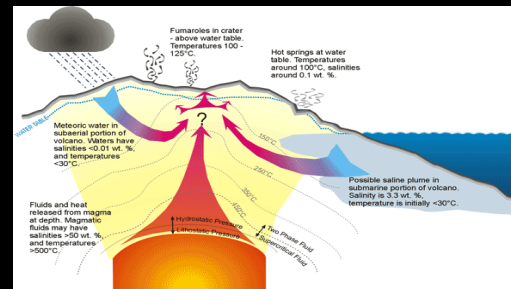 Fumaroles in crater
- above water table.
Temperatures 100 -
125°C.
Hot springs at water
table. Temperatures
around 100°C, salinities
around 0.1 wt. %.
WATER TABLE
Meteoric water in
subaerial portion of
volcano. Waters have
salinities <0.01 wt. %,
and temperatures
<30°C.
?
150°C
250°C
350°C
450°C
Possible saline plume in
submarine portion of volcano.
Salinity is 3.3 wt. %,
temperature is initially <30°C.
Fluids and heat
released from magma
at depth. Magmatic
fluids may have
salinities >50 wt. %,
and temperatures
>500°C.
Hydrostatic Pressure
Lithostatic Pressure
Two Phase Fluid
Supercritical Fluid